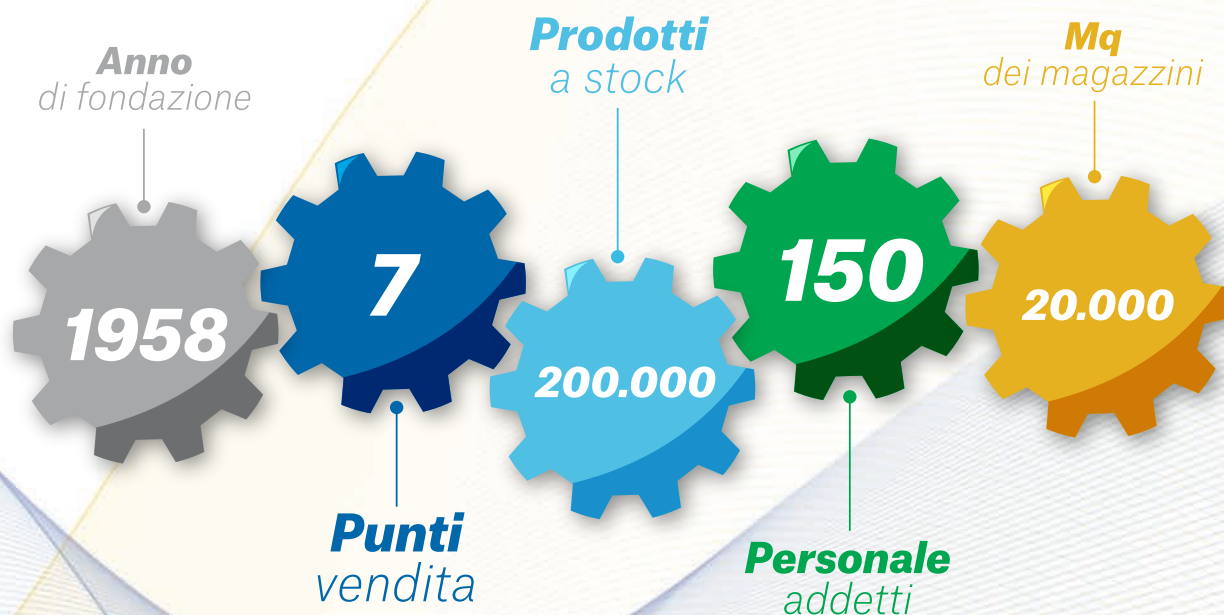 Anno
di fondazione
1958
7
Punti
vendita
Prodotti
a stock
200.000
150
Personale
addetti
Mq
dei magazzini
20.000